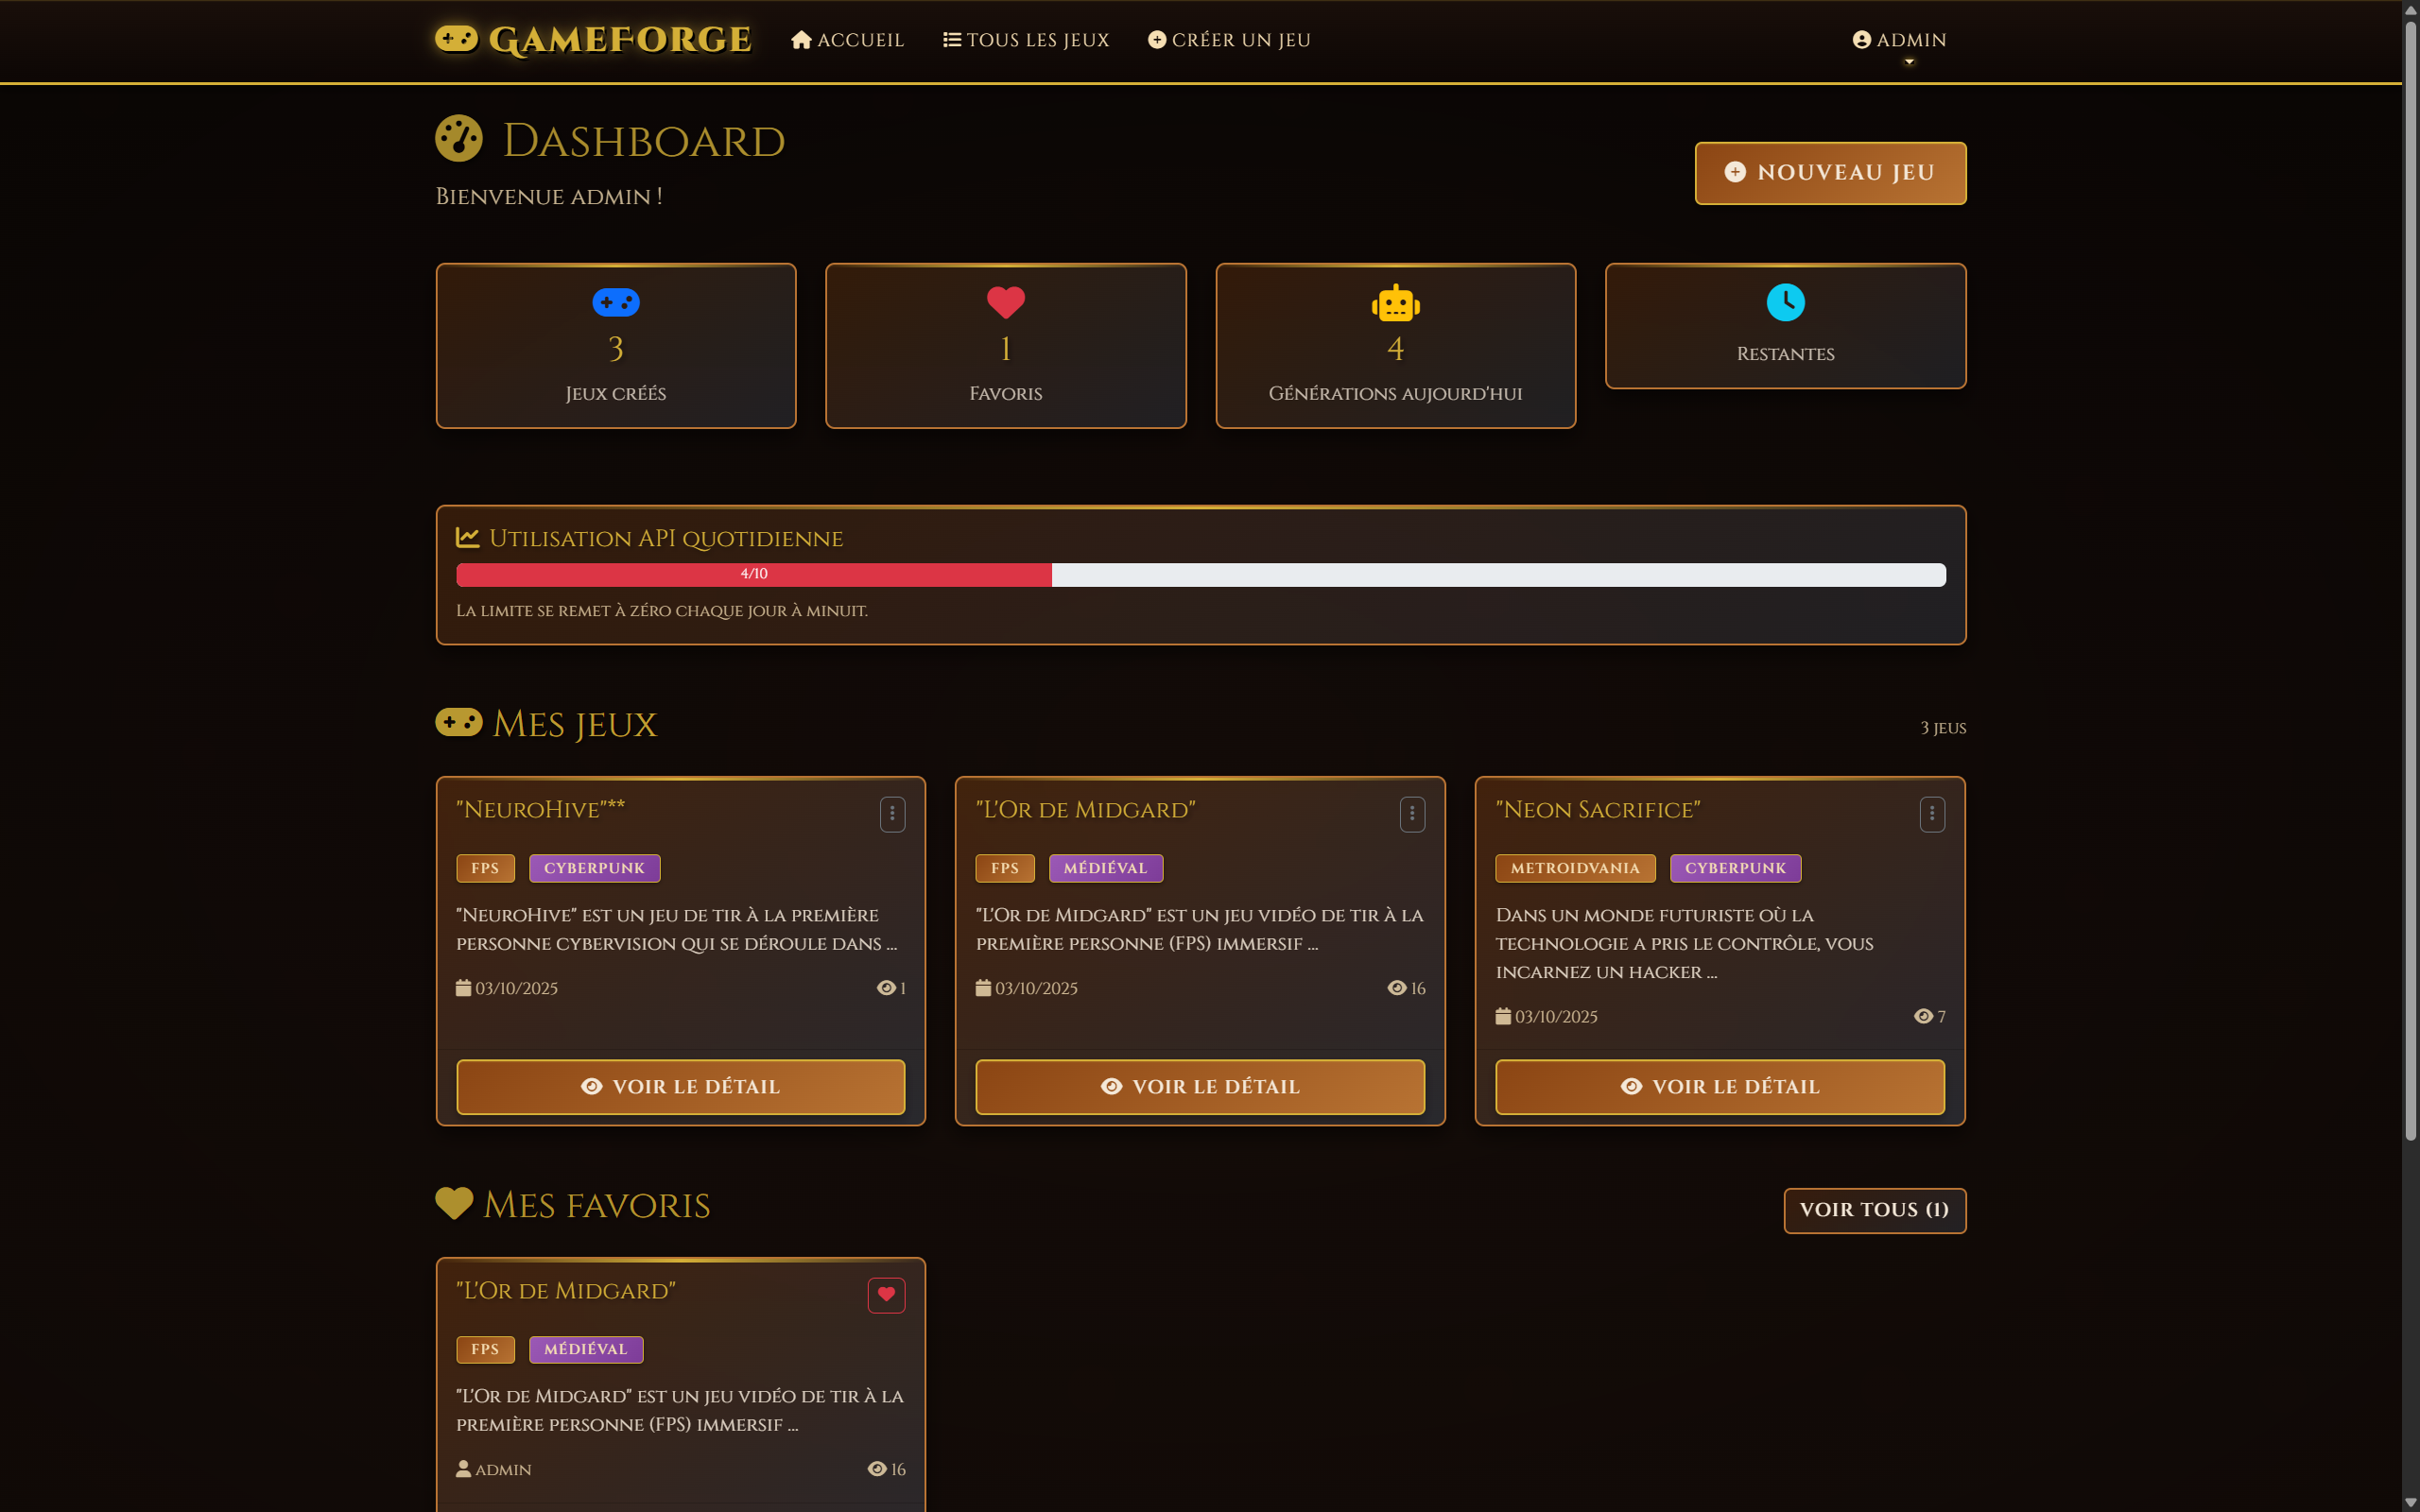 GameForge
Accueil
Tous les jeux
Créer un jeu
admin
Dashboard
Bienvenue admin !
Nouveau jeu
3
Jeux créés
1
Favoris
4
Générations aujourd'hui
Restantes
Utilisation API quotidienne
4/10
La limite se remet à zéro chaque jour à minuit.
Mes jeux
3 jeus
"NeuroHive"**
FPS
Cyberpunk
"NeuroHive" est un jeu de tir à la première
personne cybervision qui se déroule dans …
03/10/2025
1
Voir le détail
"L'Or de Midgard"
FPS
Médiéval
"L'Or de Midgard" est un jeu vidéo de tir à la
première personne (FPS) immersif …
03/10/2025
16
Voir le détail
"Neon Sacrifice"
Metroidvania
Cyberpunk
Dans un monde futuriste où la
technologie a pris le contrôle, vous
incarnez un hacker …
03/10/2025
7
Voir le détail
Mes favoris
Voir tous (1)
"L'Or de Midgard"
FPS
Médiéval
"L'Or de Midgard" est un jeu vidéo de tir à la
première personne (FPS) immersif …
admin
16